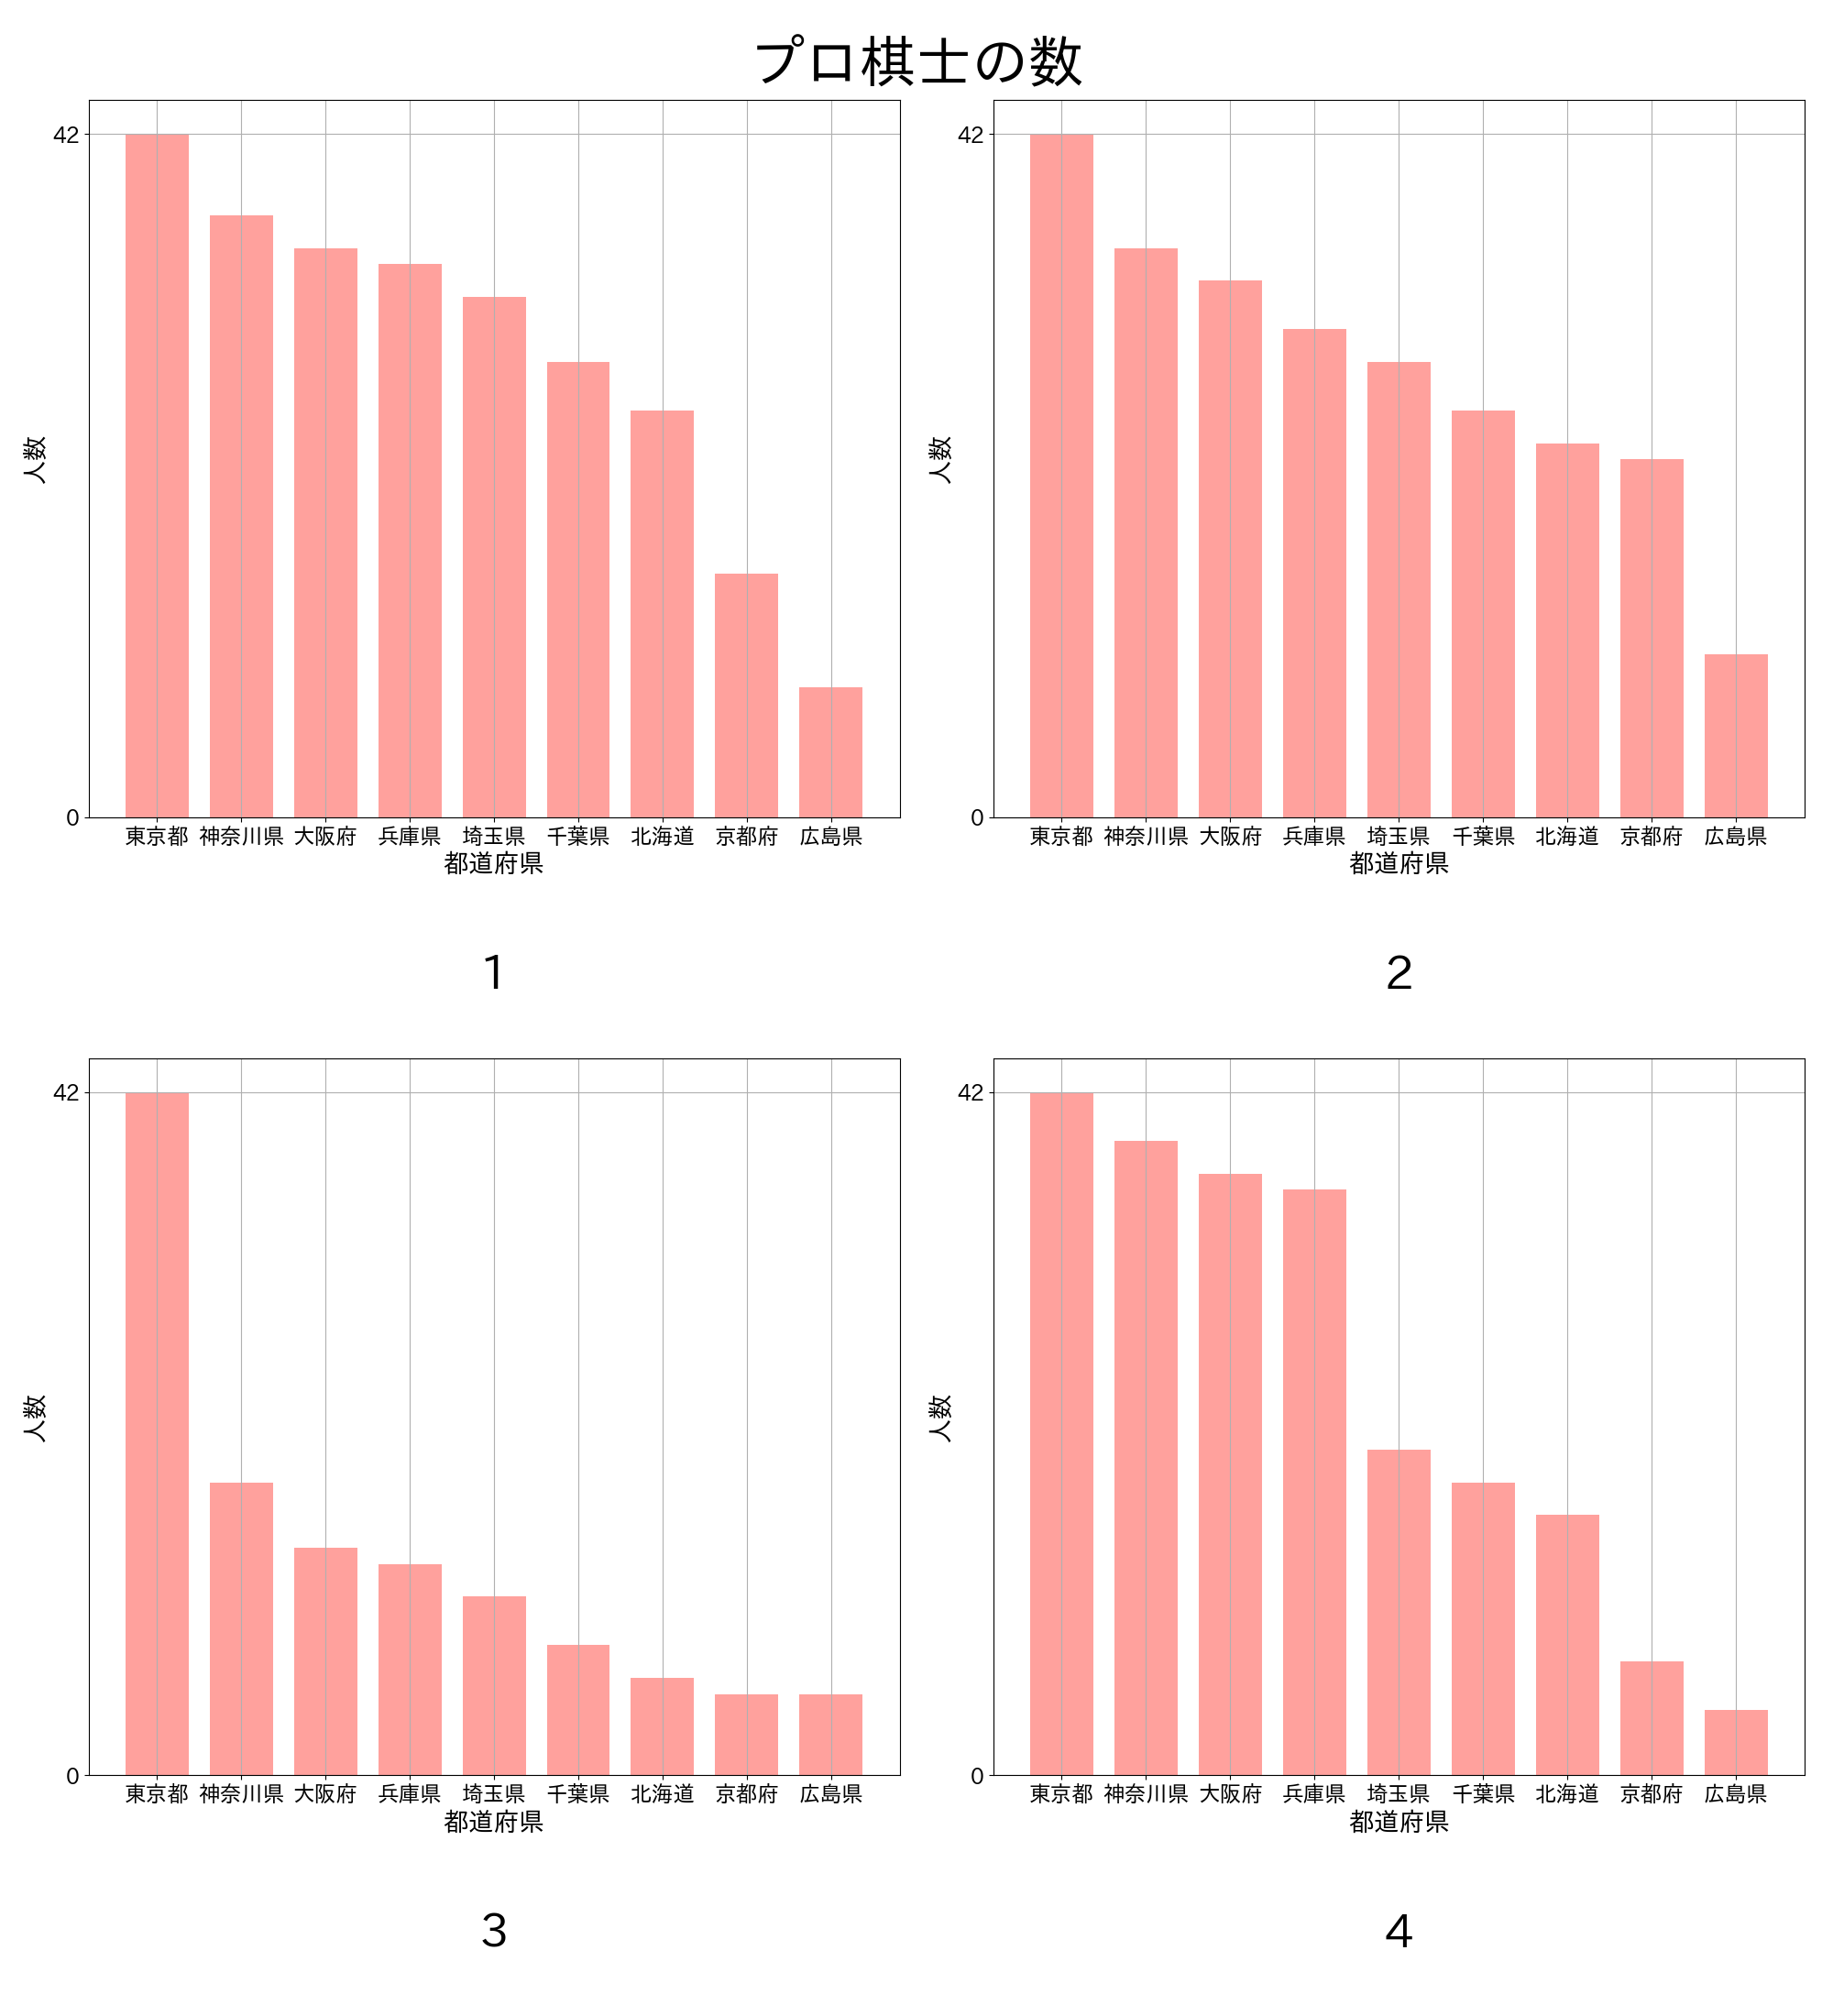 プロ棋士の数
42
0
人数
東京都 神奈川県 大阪府 兵庫県 埼玉県 千葉県 北海道 京都府 広島県
都道府県
1
42
0
人数
東京都 神奈川県 大阪府 兵庫県 埼玉県 千葉県 北海道 京都府 広島県
都道府県
2
42
0
人数
東京都 神奈川県 大阪府 兵庫県 埼玉県 千葉県 北海道 京都府 広島県
都道府県
3
42
0
人数
東京都 神奈川県 大阪府 兵庫県 埼玉県 千葉県 北海道 京都府 広島県
都道府県
4